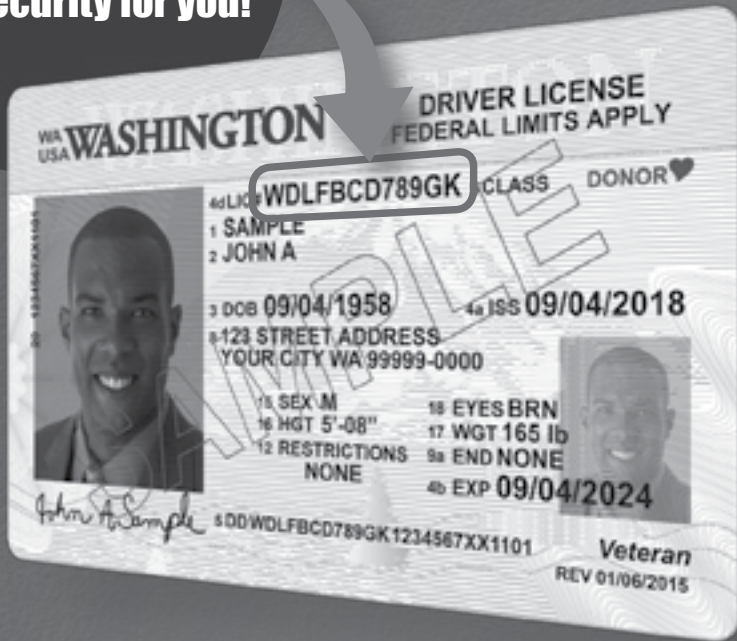 ecurity for you!
WA USA WASHINGTON
DRIVER LICENSE
FEDERAL LIMITS APPLY
4d LIC# WDLFBCD789GK 9CLASS DONOR
1 SAMPLE
2 JOHN A
20 1234567XX1101
3 DOB 09/04/1958 4a ISS 09/04/2018
8 123 STREET ADDRESS
YOUR CITY WA 99999-0000
15 SEX M 18 EYES BRN
16 HGT 5'-08" 17 WGT 165 lb
12 RESTRICTIONS NONE 9a END NONE
4b EXP 09/04/2024
SAMPLE
John A Sample
5 DD WDLFBCD789GK1234567XX1101
Veteran
REV 01/06/2015